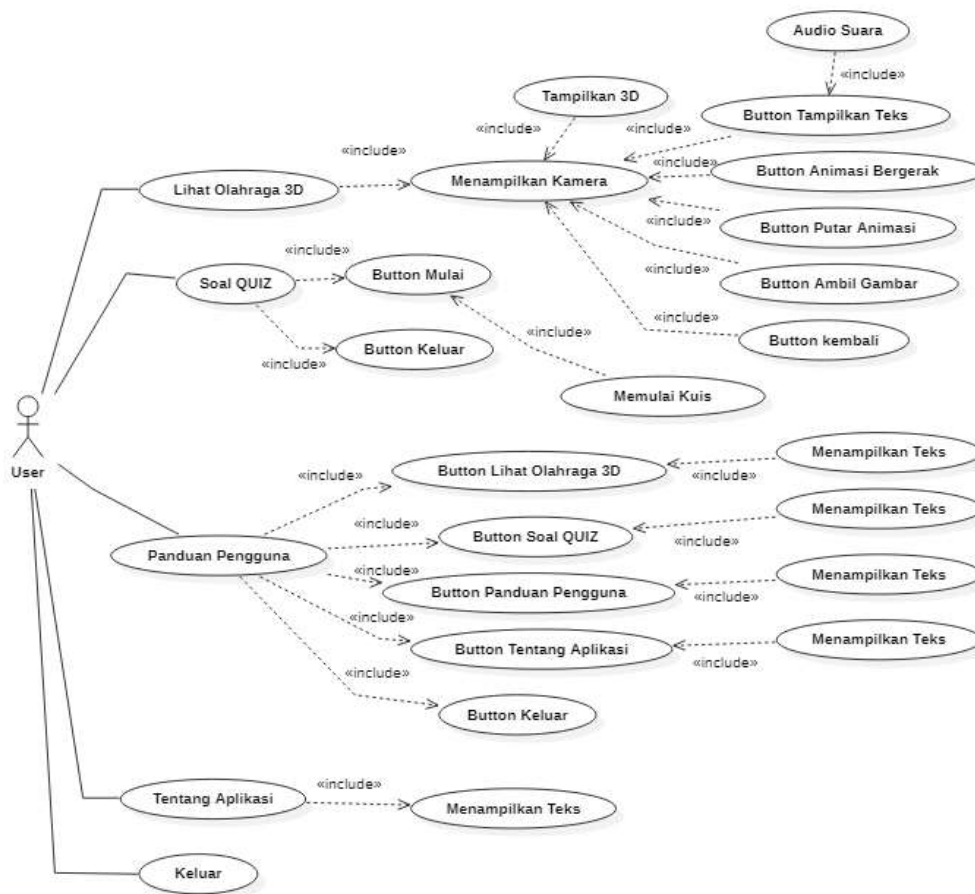 Audio Suara
«include»
Tampilkan 3D
Button Tampilkan Teks
«include»
«include»
«include»
Lihat Olahraga 3D
Menampilkan Kamera
«include»
Button Animasi Bergerak
«include»
Button Putar Animasi
«include»
Soal QUIZ
Button Mulai
«include»
Button Ambil Gambar
«include»
Button kembali
«include»
Button Keluar
«include»
Memulai Kuis
User
«include»
Button Lihat Olahraga 3D
«include»
Menampilkan Teks
Panduan Pengguna
«include»
Button Soal QUIZ
«include»
Menampilkan Teks
«include»
Button Panduan Pengguna
«include»
Menampilkan Teks
«include»
Button Tentang Aplikasi
«include»
Menampilkan Teks
«include»
Button Keluar
Tentang Aplikasi
«include»
Menampilkan Teks
Keluar